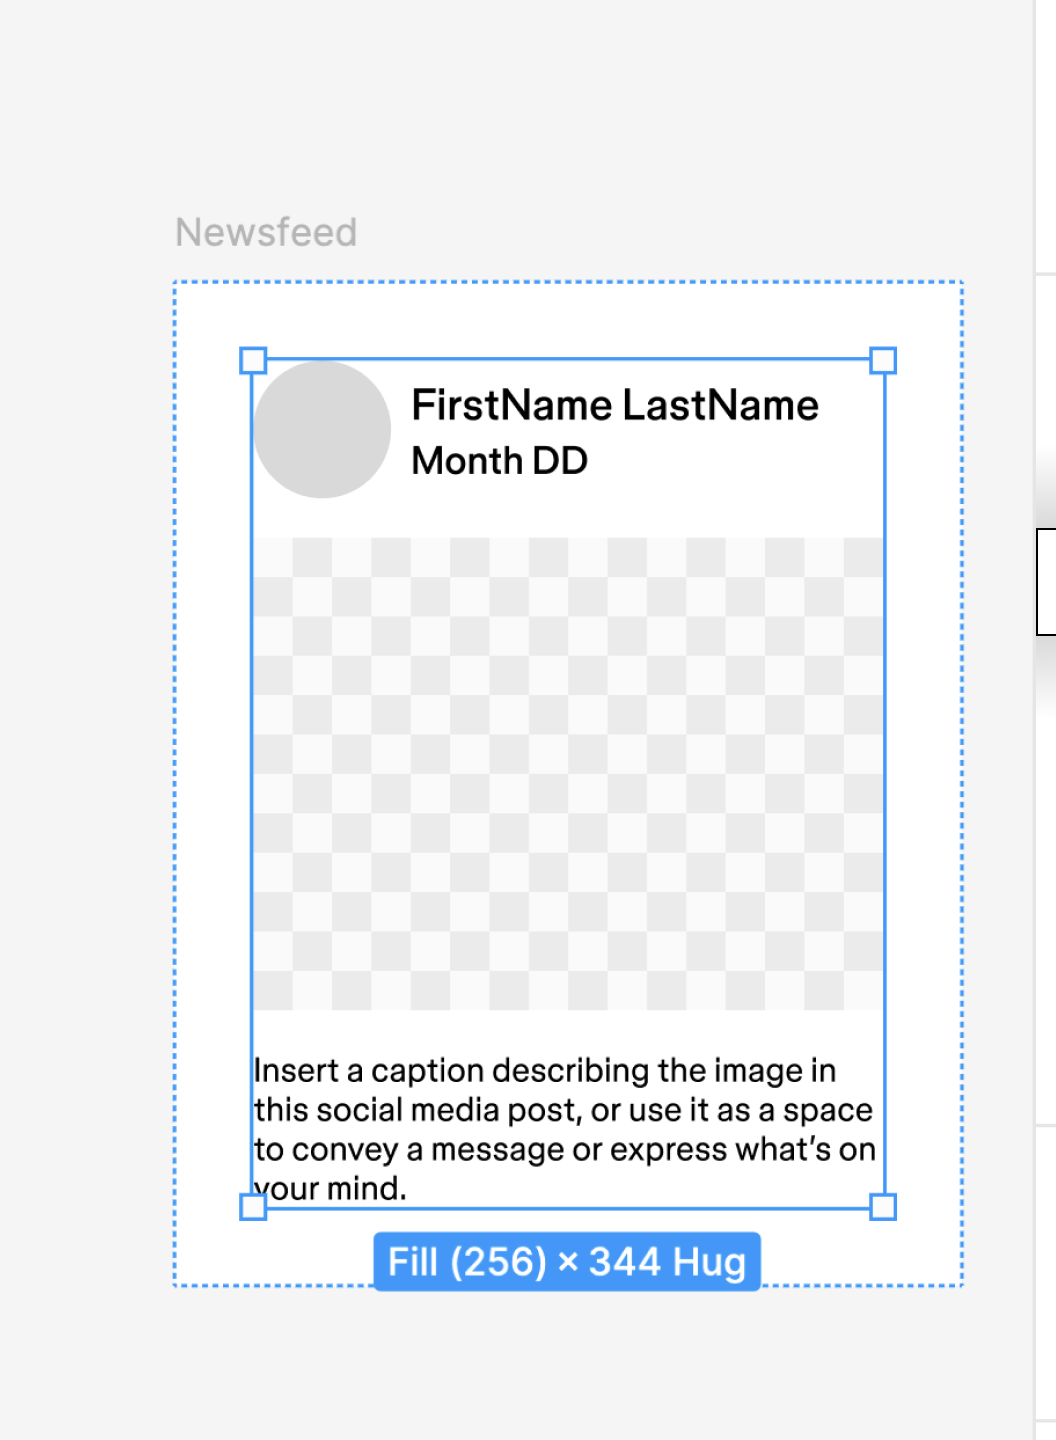 Newsfeed
FirstName LastName
Month DD
Insert a caption describing the image in
this social media post, or use it as a space
to convey a message or express what’s on
your mind.
Fill (256) × 344 Hug